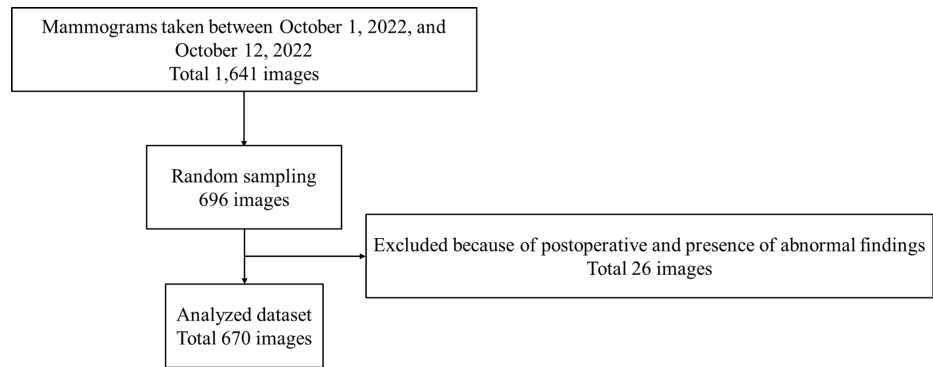 Mammograms taken between October 1, 2022, and
October 12, 2022
Total 1,641 images
Random sampling
696 images
Excluded because of postoperative and presence of abnormal findings
Total 26 images
Analyzed dataset
Total 670 images